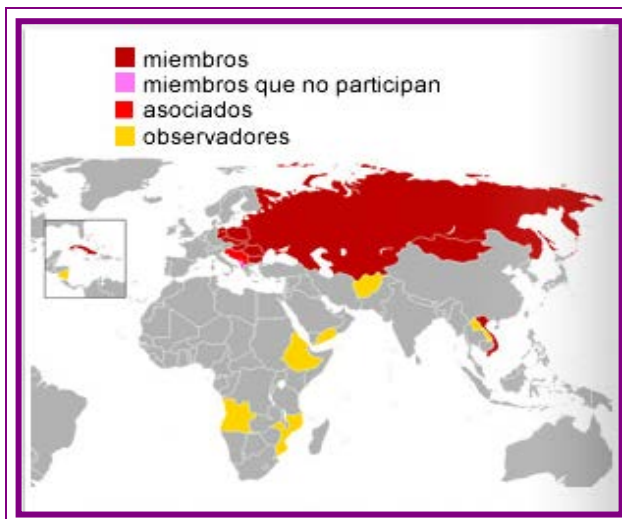 miembros
miembros que no participan
asociados
observadores